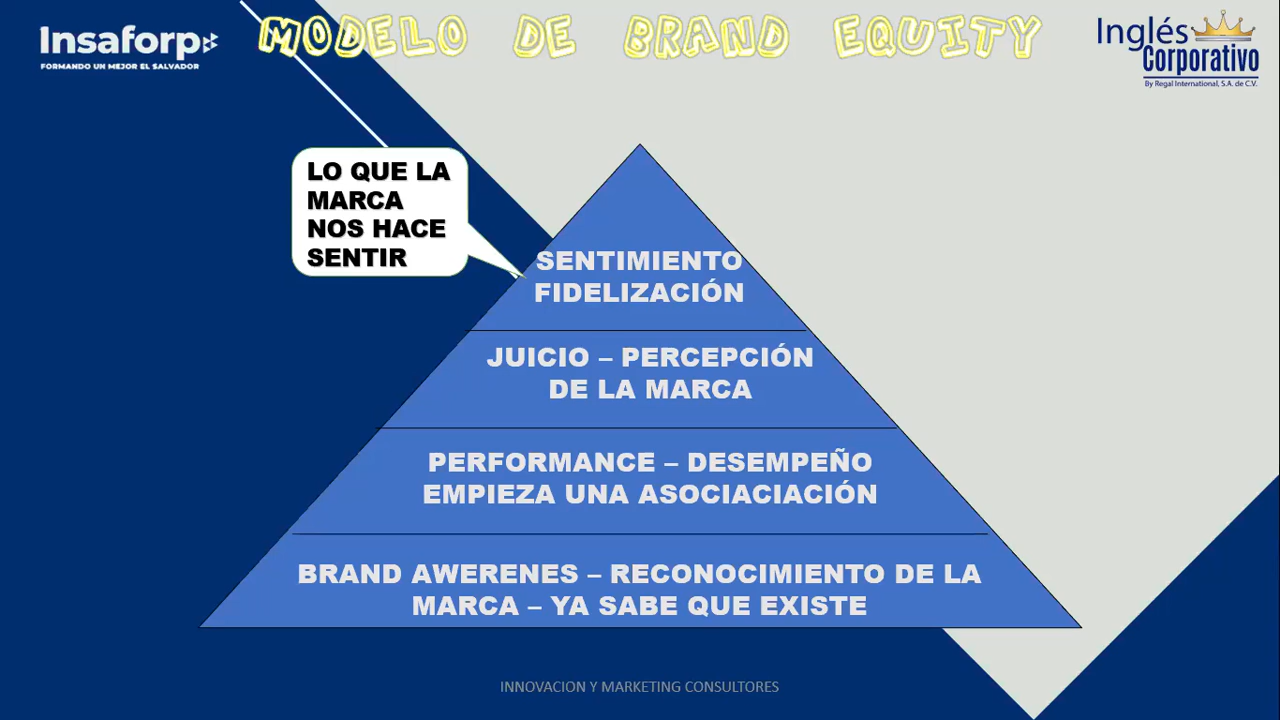 Insaforp
FORMANDO UN MEJOR EL SALVADOR
MODELO DE BRAND EQUITY
Inglés
Corporativo
By Regal International, S.A. de C.V.
LO QUE LA
MARCA
NOS HACE
SENTIR
SENTIMIENTO
FIDELIZACIÓN
JUICIO – PERCEPCIÓN
DE LA MARCA
PERFORMANCE – DESEMPEÑO
EMPIEZA UNA ASOCIACIACIÓN
BRAND AWERENES – RECONOCIMIENTO DE LA
MARCA – YA SABE QUE EXISTE
INNOVACION Y MARKETING CONSULTORES